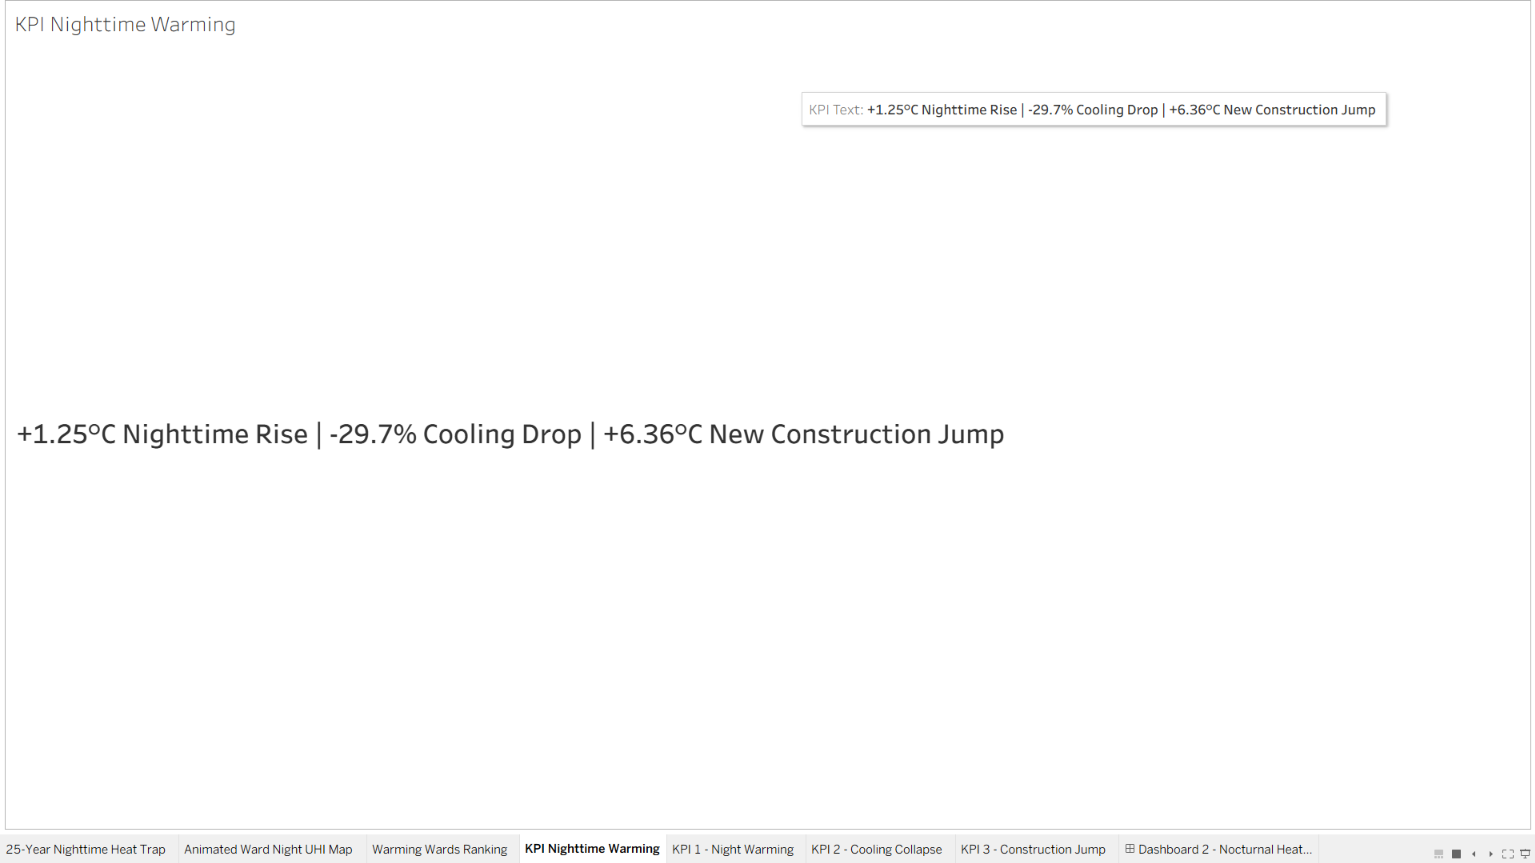 KPI Nighttime Warming
KPI Text: +1.25°C Nighttime Rise | -29.7% Cooling Drop | +6.36°C New Construction Jump
+1.25°C Nighttime Rise | -29.7% Cooling Drop | +6.36°C New Construction Jump
25-Year Nighttime Heat Trap Animated Ward Night UHI Map Warming Wards Ranking KPI Nighttime Warming KPI 1 - Night Warming KPI 2 - Cooling Collapse KPI 3 - Construction Jump Dashboard 2 - Nocturnal Heat...